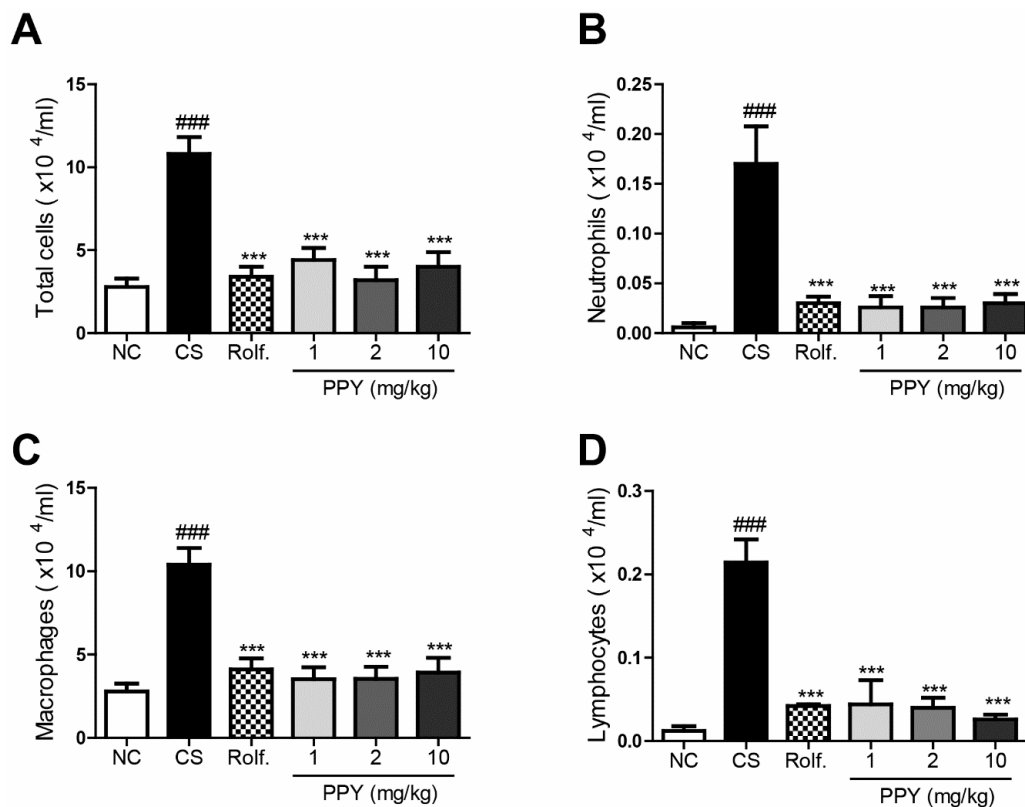 A
Total cells ( x10 4/ml)
15
10
5
0
###
***
***
***
***
NC CS Rolf. 1 2 10
PPY (mg/kg)
B
Neutrophils ( x10 4/ml)
0.25
0.20
0.15
0.10
0.05
0.00
###
***
***
***
***
NC CS Rolf. 1 2 10
PPY (mg/kg)
C
Macrophages ( x10 4/ml)
15
10
5
0
###
***
***
***
***
NC CS Rolf. 1 2 10
PPY (mg/kg)
D
Lymphocytes ( x10 4/ml)
0.3
0.2
0.1
0.0
###
***
***
***
***
NC CS Rolf. 1 2 10
PPY (mg/kg)